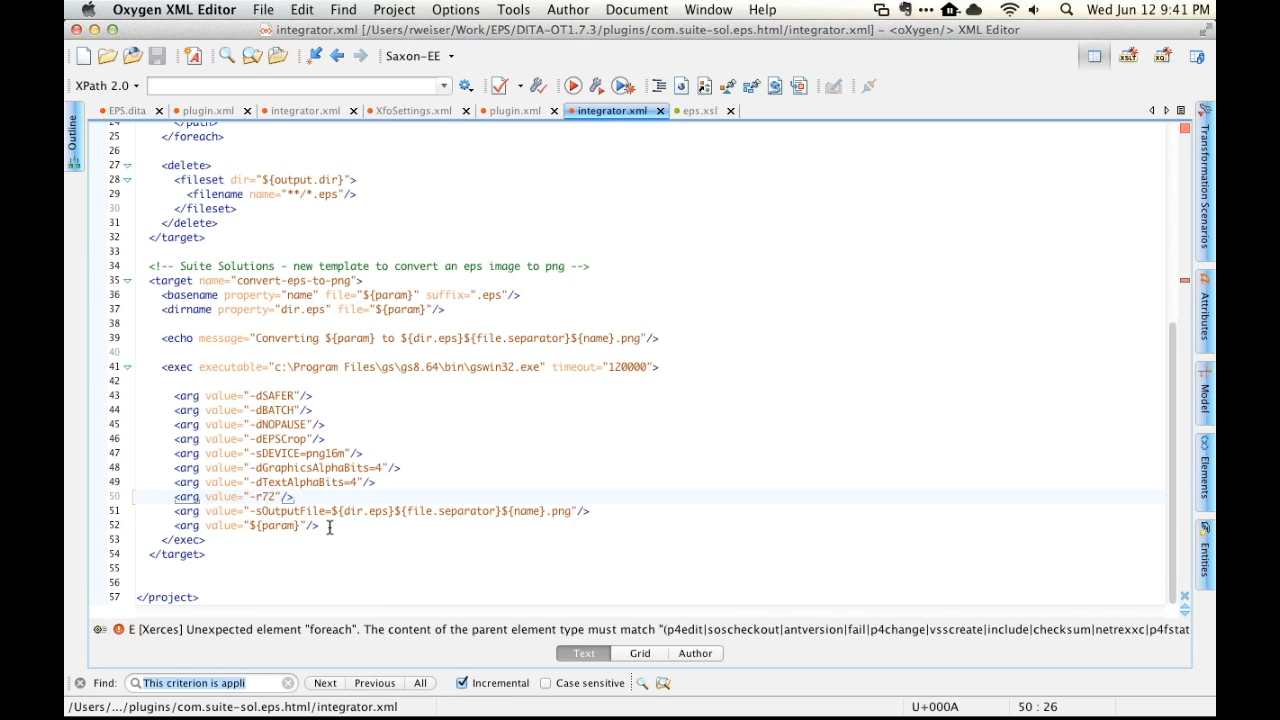 Oxygen XML Editor File Edit Find Project Options Tools Author Document Window Help Wed Jun 12 9:41 PM
integrator.xml [/Users/rweiser/Work/EPS/DITA-OT1.7.3/plugins/com.suite-sol.eps.html/integrator.xml] - <oXygen/> XML Editor
Saxon-EE
XPath 2.0
EPS.dita plugin.xml integrator.xml XfoSettings.xml plugin.xml integrator.xml eps.xsl
Outline
Transformation Scenarios
Attributes
Model
Elements
Entities
24 </path>
25 </foreach>
26
27 <delete>
28 <fileset dir="${output.dir}">
29 <filename name="**/*.eps"/>
30 </fileset>
31 </delete>
32 </target>
33
34 <!-- Suite Solutions - new template to convert an eps image to png -->
35 <target name="convert-eps-to-png">
36 <basename property="name" file="${param}" suffix=".eps"/>
37 <dirname property="dir.eps" file="${param}"/>
38
39 <echo message="Converting ${param} to ${dir.eps}${file.separator}${name}.png"/>
40
41 <exec executable="c:\Program Files\gs\gs8.64\bin\gswin32.exe" timeout="120000">
42
43 <arg value="-dSAFER"/>
44 <arg value="-dBATCH"/>
45 <arg value="-dNOPAUSE"/>
46 <arg value="-dEPSCrop"/>
47 <arg value="-sDEVICE=png16m"/>
48 <arg value="-dGraphicsAlphaBits=4"/>
49 <arg value="-dTextAlphaBits=4"/>
50 <arg value="-r72"/>
51 <arg value="-sOutputFile=${dir.eps}${file.separator}${name}.png"/>
52 <arg value="${param}"/>
53 </exec>
54 </target>
55
56
57 </project>
E [Xerces] Unexpected element "foreach". The content of the parent element type must match "(p4edit|soscheckout|antversion|fail|p4change|vsscreate|include|checksum|netrexxc|p4fstat
Text Grid Author
Find: This criterion is appli Next Previous All Incremental Case sensitive
/Users/.../plugins/com.suite-sol.eps.html/integrator.xml U+000A 50 : 26